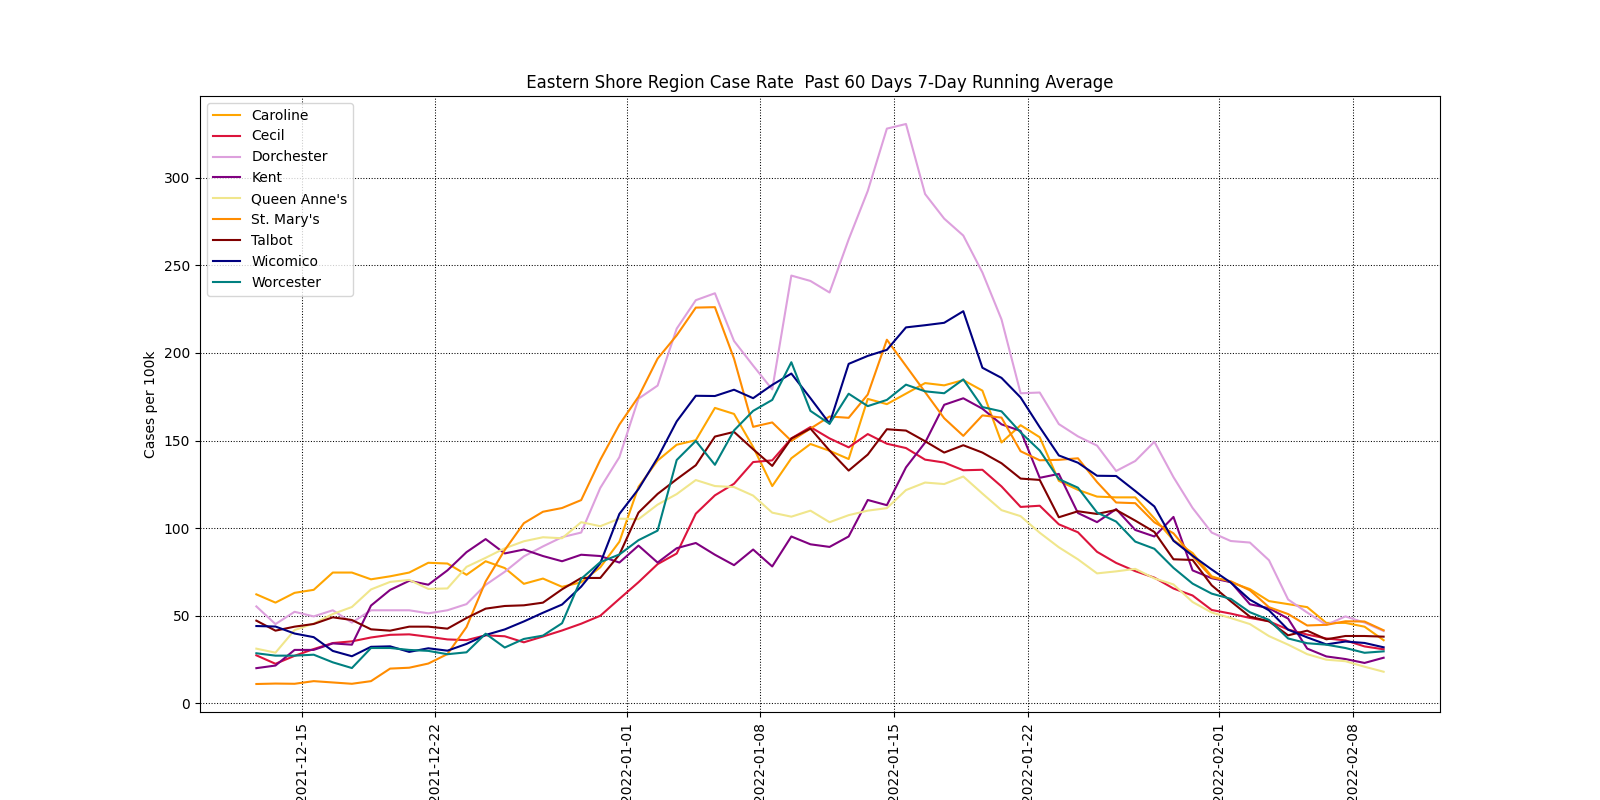 Eastern Shore Region Case Rate  Past 60 Days 7-Day Running Average
Caroline
Cecil
Dorchester
Kent
Queen Anne's
St. Mary's
Talbot
Wicomico
Worcester
Cases per 100k
300
250
200
150
100
50
0
2021-12-15
2021-12-22
2022-01-01
2022-01-08
2022-01-15
2022-01-22
2022-02-01
2022-02-08